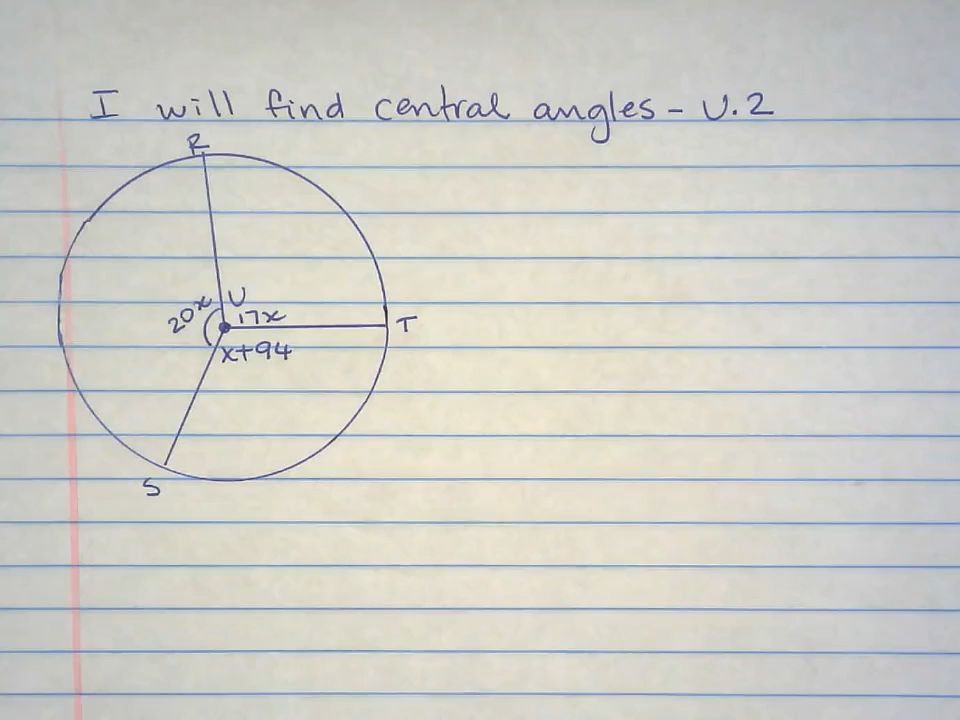 I will find central angles - U.2
R
20x
U
17x
T
x+94
S